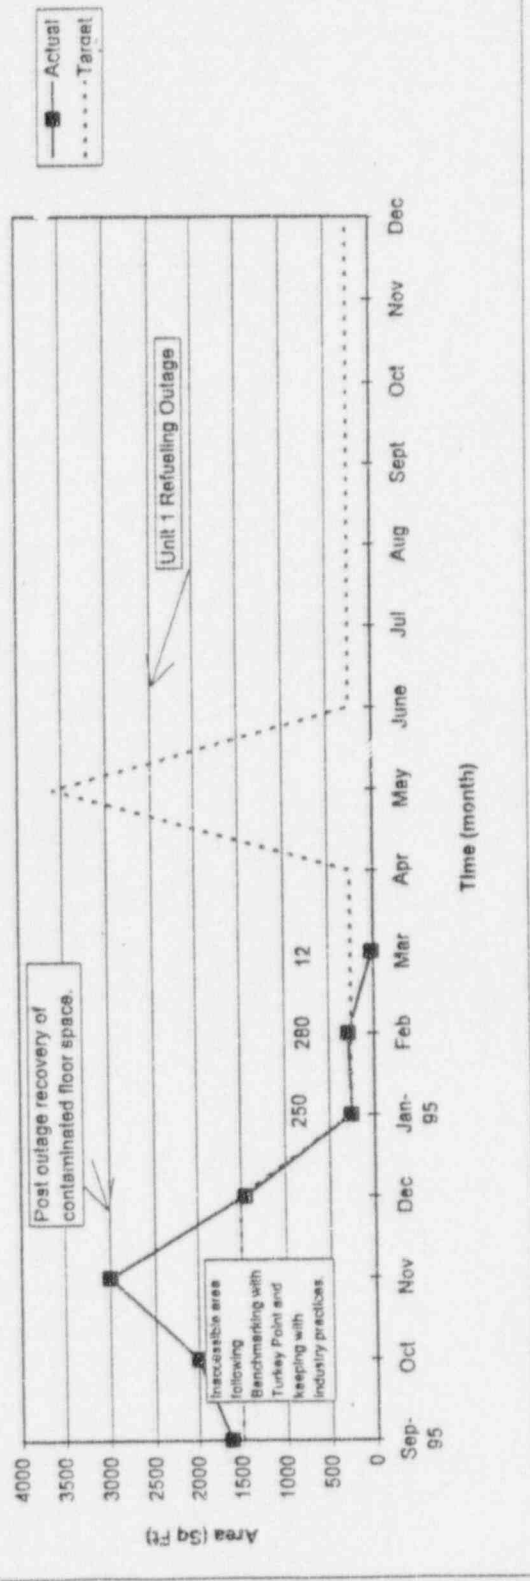 Actual
Target
Post outage recovery of
contaminated floor space.
Unit 1 Refueling Outage
Inaccessible area
following
Benchmarking with
Turkey Point and
keeping with
industry practices.
Area (Sq Ft)
4000
3500
3000
2500
2000
1500
1000
500
0
250
280
12
Sep-
95
Oct
Nov
Dec
Jan-
95
Feb
Mar
Apr
May
June
Jul
Aug
Sept
Oct
Nov
Dec
Time (month)